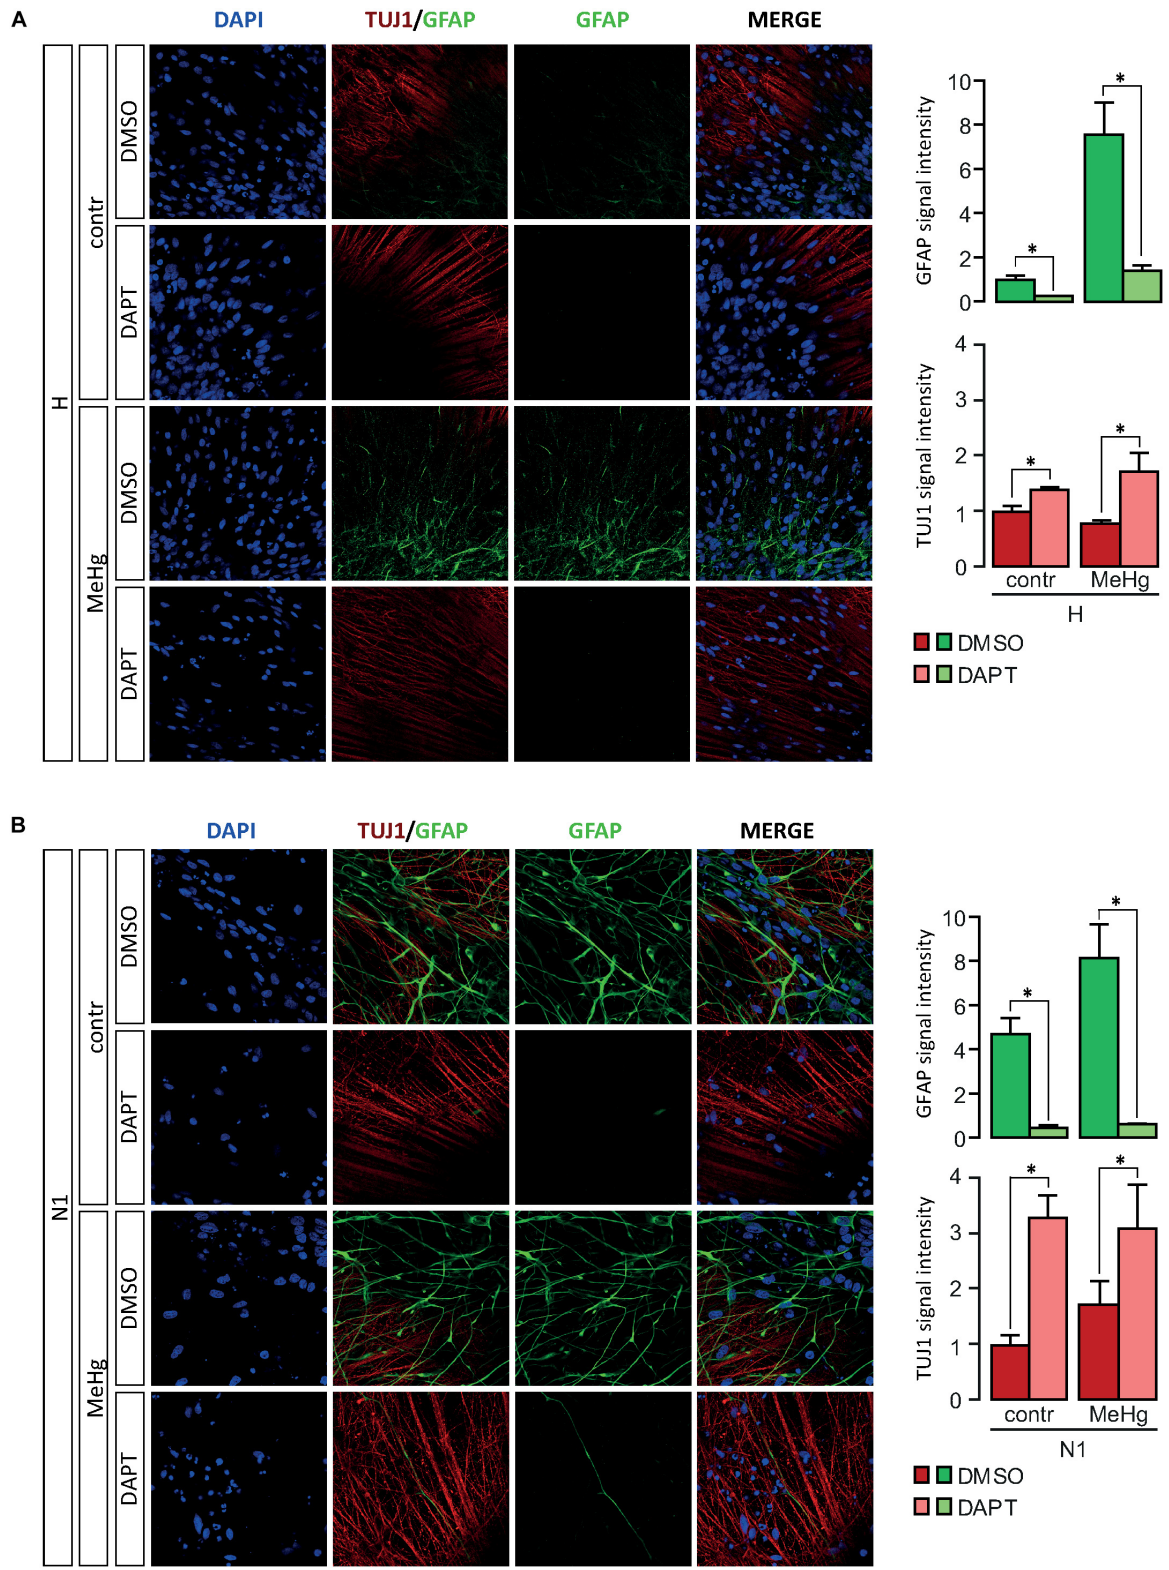 A
DAPI TUJ1/GFAP GFAP MERGE
H
contr
MeHg
DMSO
DAPT
DMSO
DAPT
GFAP signal intensity
10
8
6
4
2
0
*
*
TUJ1 signal intensity
4
3
2
1
0
*
*
contr MeHg
H
DMSO
DAPT
B
DAPI TUJ1/GFAP GFAP MERGE
N1
contr
MeHg
DMSO
DAPT
DMSO
DAPT
GFAP signal intensity
10
8
6
4
2
0
*
*
TUJ1 signal intensity
4
3
2
1
0
*
*
contr MeHg
N1
DMSO
DAPT